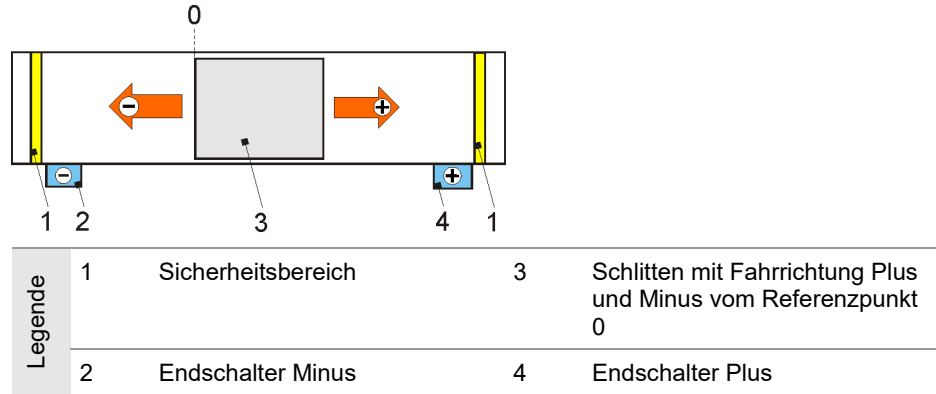 0
−
+
−
+
1 2 3 4 1
Legende
1 Sicherheitsbereich 3 Schlitten mit Fahrrichtung Plus
und Minus vom Referenzpunkt
0
2 Endschalter Minus 4 Endschalter Plus